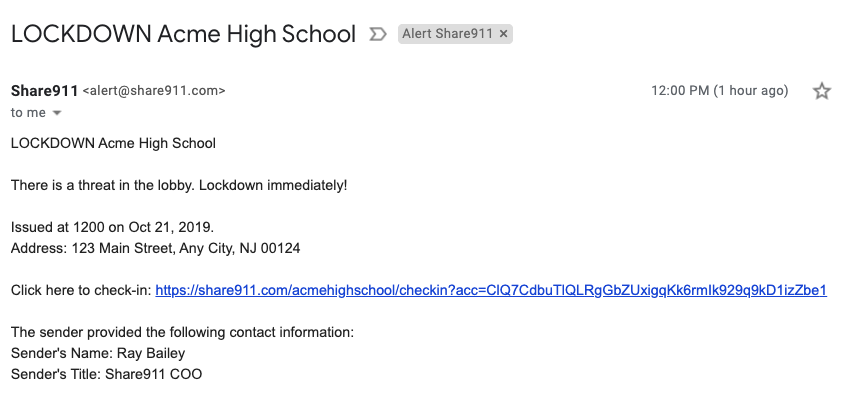 LOCKDOWN Acme High School Alert Share911 ×
Share911 <alert@share911.com> 12:00 PM (1 hour ago)
to me
LOCKDOWN Acme High School
There is a threat in the lobby. Lockdown immediately!
Issued at 1200 on Oct 21, 2019.
Address: 123 Main Street, Any City, NJ 00124
Click here to check-in: https://share911.com/acmehighschool/checkin?acc=ClQ7CdbuTlQLRgGbZUxigqKk6rmlk929q9kD1izZbe1
The sender provided the following contact information:
Sender's Name: Ray Bailey
Sender's Title: Share911 COO